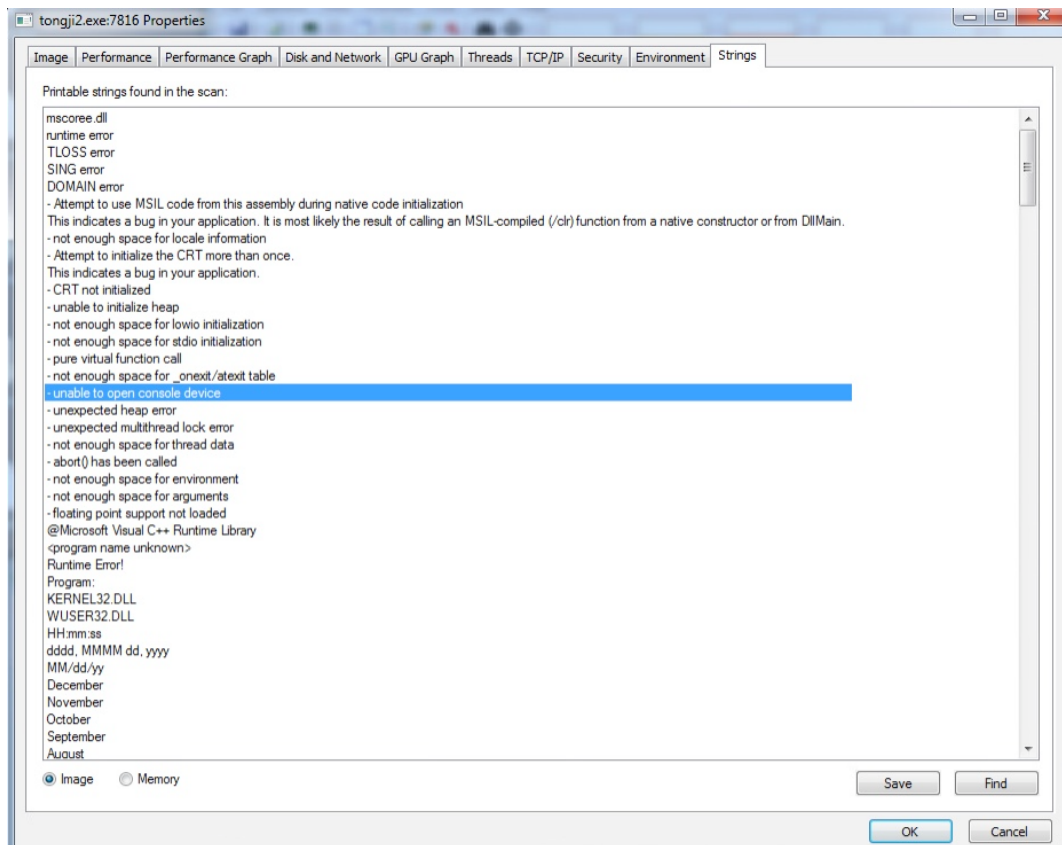 tongji2.exe:7816 Properties
Image Performance Performance Graph Disk and Network GPU Graph Threads TCP/IP Security Environment Strings
Printable strings found in the scan:
mscoree.dll
runtime error
TLOSS error
SING error
DOMAIN error
- Attempt to use MSIL code from this assembly during native code initialization
This indicates a bug in your application. It is most likely the result of calling an MSIL-compiled (/clr) function from a native constructor or from DllMain.
- not enough space for locale information
- Attempt to initialize the CRT more than once.
This indicates a bug in your application.
- CRT not initialized
- unable to initialize heap
- not enough space for lowio initialization
- not enough space for stdio initialization
- pure virtual function call
- not enough space for _onexit/atexit table
- unable to open console device
- unexpected heap error
- unexpected multithread lock error
- not enough space for thread data
- abort() has been called
- not enough space for environment
- not enough space for arguments
- floating point support not loaded
@Microsoft Visual C++ Runtime Library
<program name unknown>
Runtime Error!
Program:
KERNEL32.DLL
WUSER32.DLL
HH:mm:ss
dddd, MMMM dd, yyyy
MM/dd/yy
December
November
October
September
August
Image Memory Save Find
OK Cancel